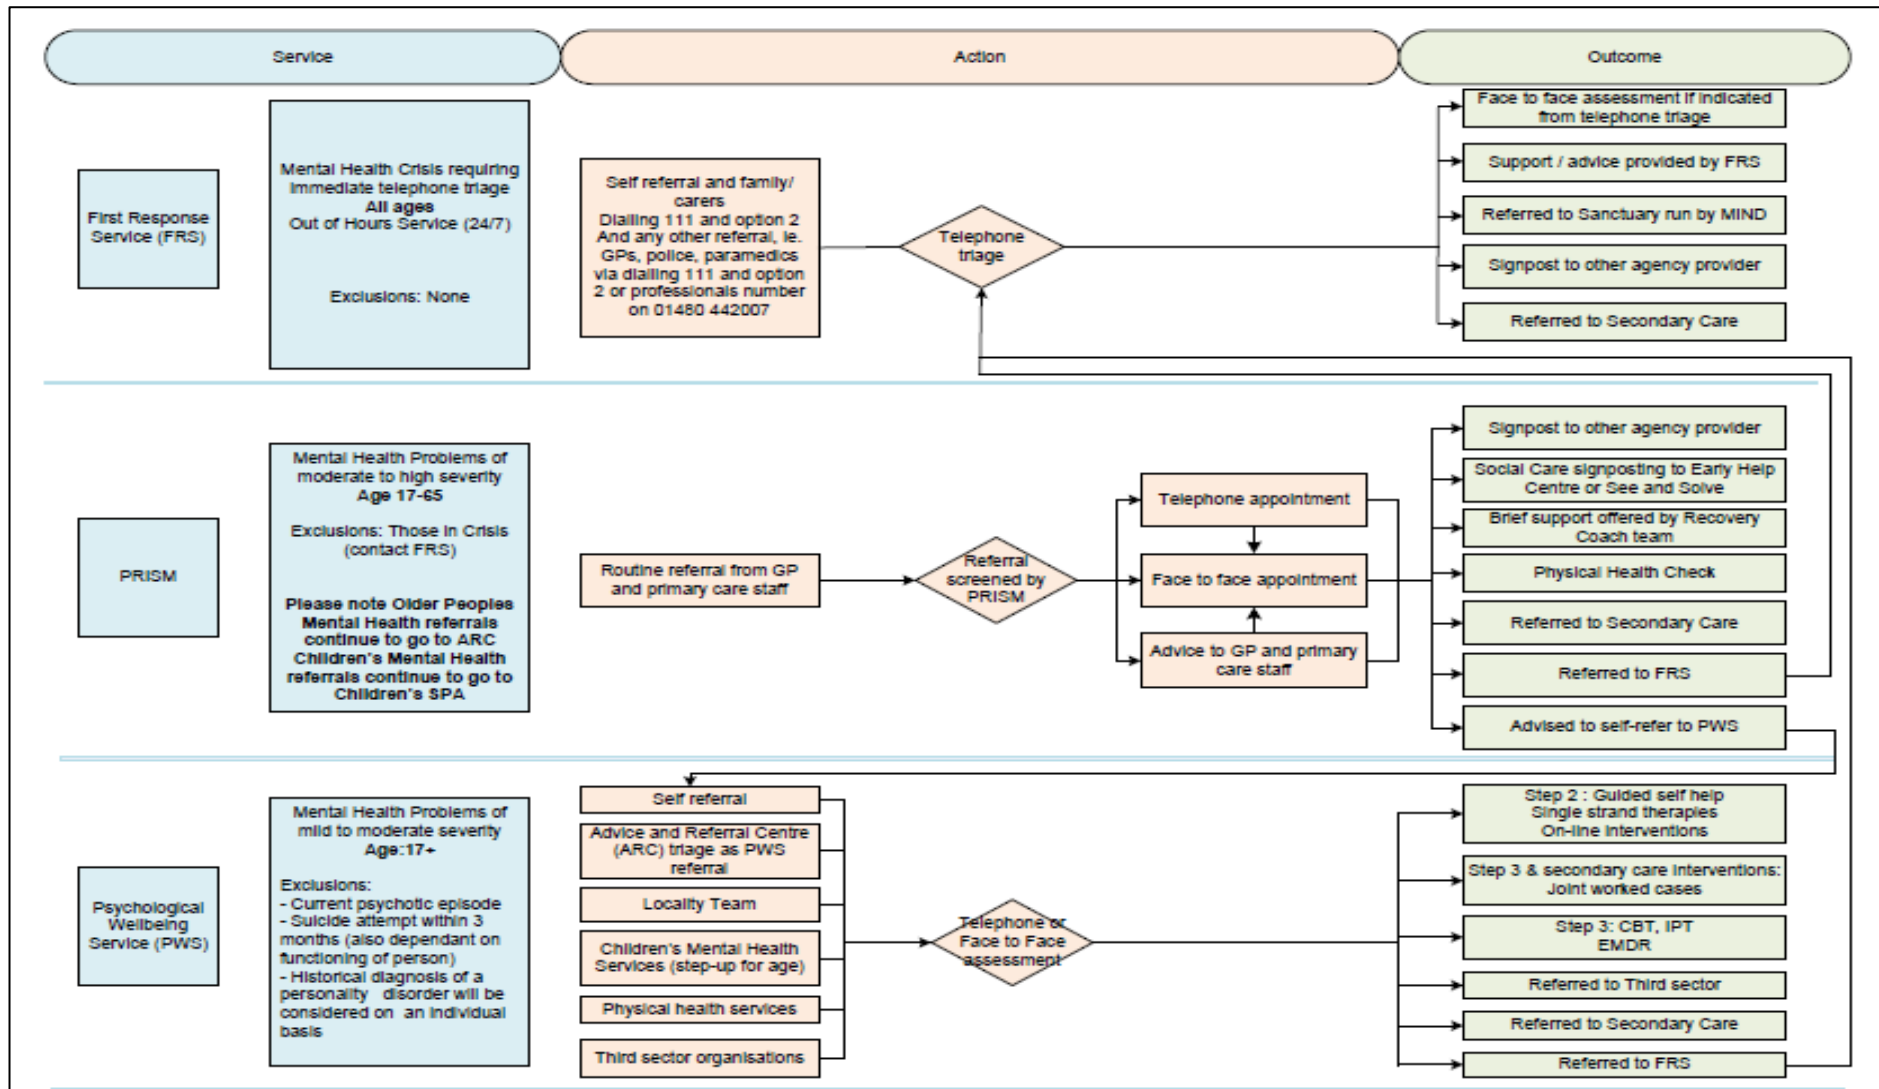 Service
Action
Outcome
First Response
Service (FRS)
Mental Health Crisis requiring
immediate telephone triage
All ages
Out of Hours Service (24/7)
Exclusions: None
Self referral and family/
carers
Dialling 111 and option 2
And any other referral, ie.
GPs, police, paramedics
via dialling 111 and option
2 or professionals number
on 01480 442007
Telephone
triage
Face to face assessment if indicated
from telephone triage
Support / advice provided by FRS
Referred to Sanctuary run by MIND
Signpost to other agency provider
Referred to Secondary Care
PRISM
Mental Health Problems of
moderate to high severity
Age 17-65
Exclusions: Those in Crisis
(contact FRS)
Please note Older Peoples
Mental Health referrals
continue to go to ARC
Children's Mental Health
referrals continue to go to
Children's SPA
Routine referral from GP
and primary care staff
Referral
screened by
PRISM
Telephone appointment
Face to face appointment
Advice to GP and primary
care staff
Signpost to other agency provider
Social Care signposting to Early Help
Centre or See and Solve
Brief support offered by Recovery
Coach team
Physical Health Check
Referred to Secondary Care
Referred to FRS
Advised to self-refer to PWS
Psychological
Wellbeing
Service (PWS)
Mental Health Problems of
mild to moderate severity
Age:17+
Exclusions:
- Current psychotic episode
- Suicide attempt within 3
months (also dependant on
functioning of person)
- Historical diagnosis of a
personality disorder will be
considered on an individual
basis
Self referral
Advice and Referral Centre
(ARC) triage as PWS
referral
Locality Team
Children's Mental Health
Services (step-up for age)
Physical health services
Third sector organisations
Telephone or
Face to Face
assessment
Step 2 : Guided self help
Single strand therapies
On-line interventions
Step 3 & secondary care interventions:
Joint worked cases
Step 3: CBT, IPT
EMDR
Referred to Third sector
Referred to Secondary Care
Referred to FRS